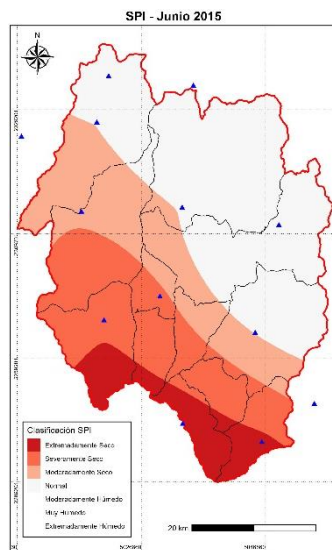 SPI - Junio 2015
N
Clasificación SPI
Extremadamente Seco
Severamente Seco
Moderadamente Seco
Normal
Moderadamente Húmedo
Muy Humedo
Extremadamente Húmedo
20 km